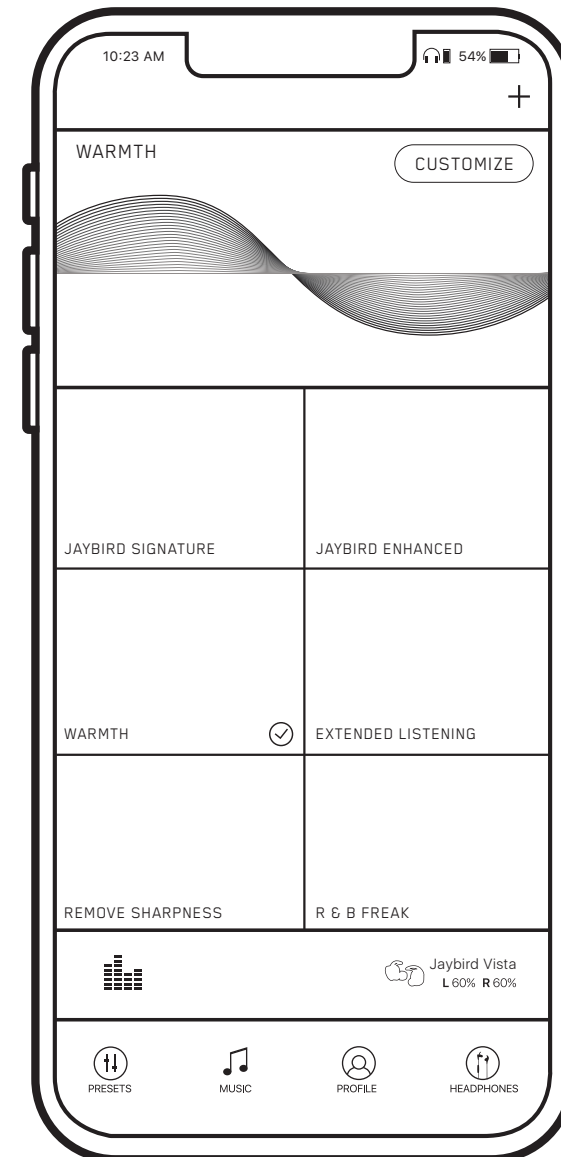 10:23 AM 54%
+
WARMTH
CUSTOMIZE
JAYBIRD SIGNATURE
JAYBIRD ENHANCED
WARMTH
EXTENDED LISTENING
REMOVE SHARPNESS
R & B FREAK
Jaybird Vista
L 60% R 60%
PRESETS
MUSIC
PROFILE
HEADPHONES